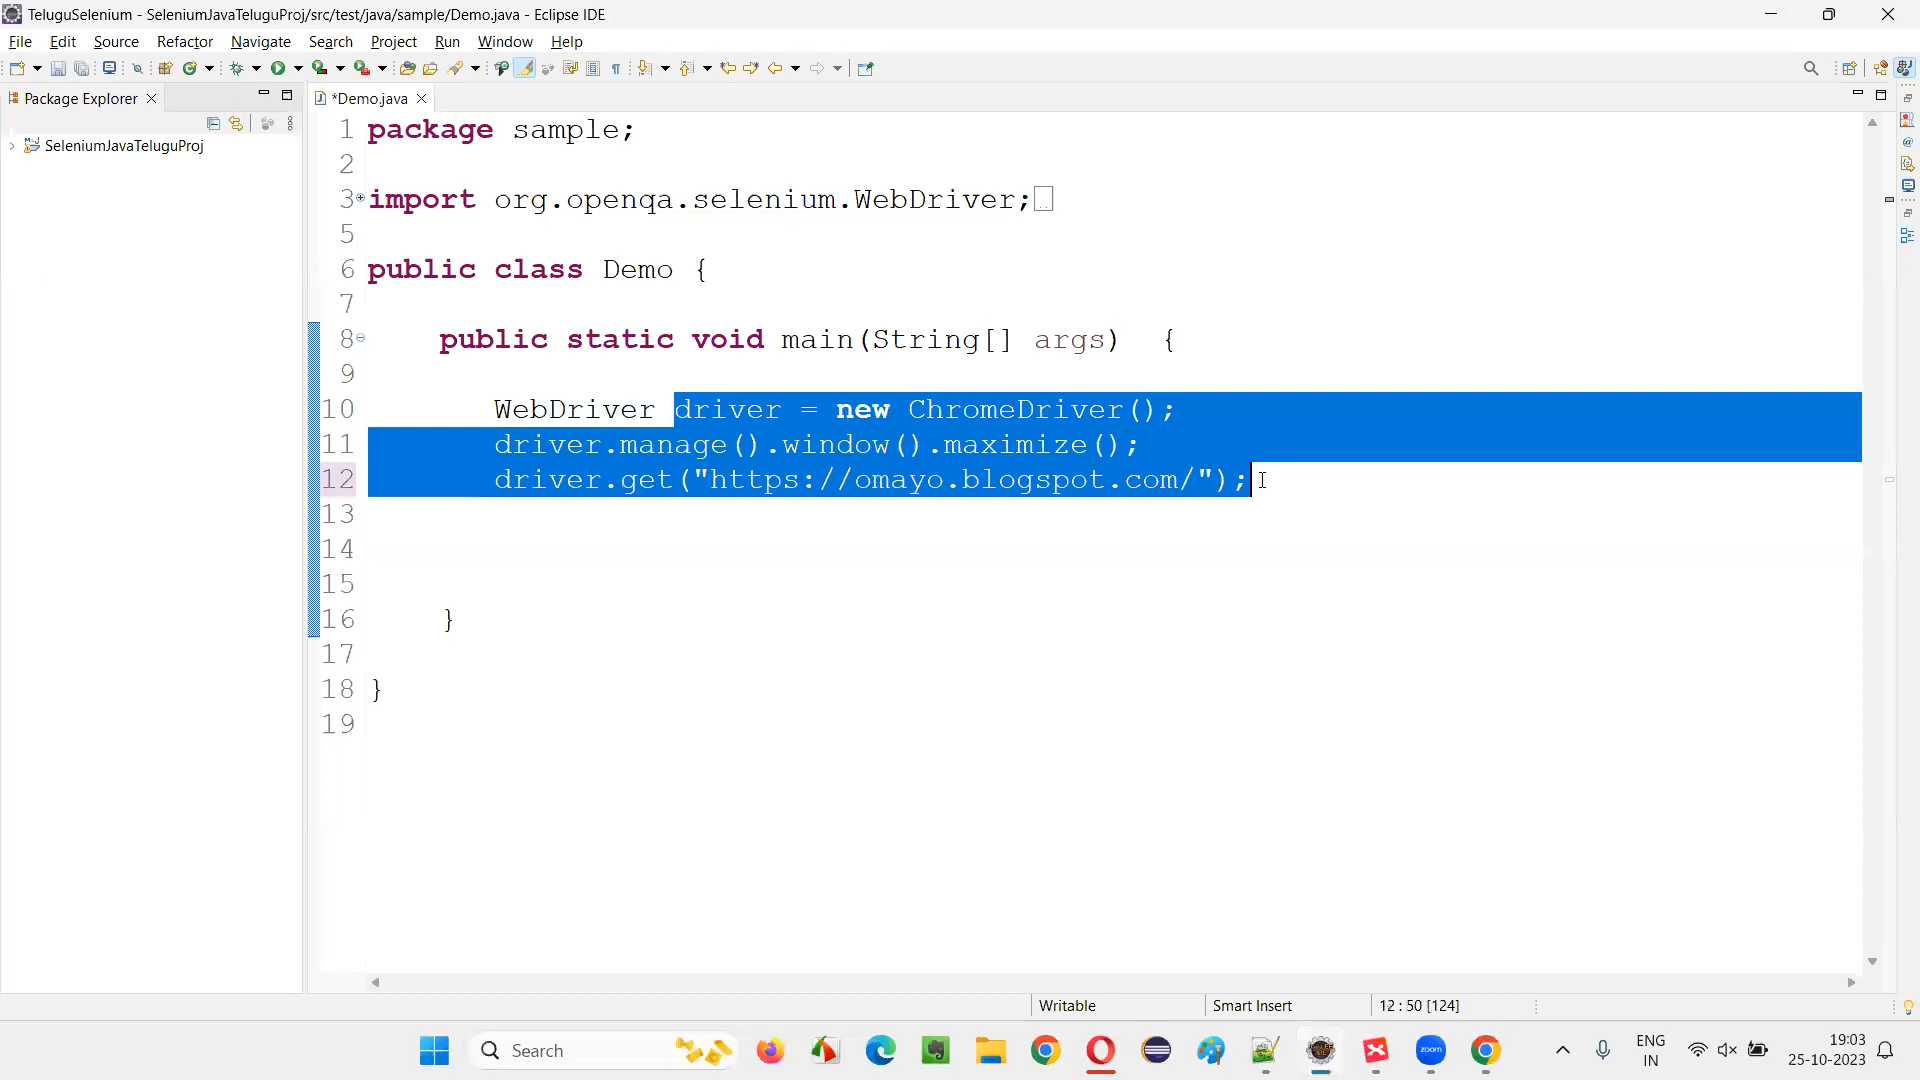 TeluguSelenium - SeleniumJavaTeluguProj/src/test/java/sample/Demo.java - Eclipse IDE
File Edit Source Refactor Navigate Search Project Run Window Help
Package Explorer
*Demo.java
SeleniumJavaTeluguProj
1 package sample;
2
3 import org.openqa.selenium.WebDriver;
5
6 public class Demo {
7
8 public static void main(String[] args) {
9
10 WebDriver driver = new ChromeDriver();
11 driver.manage().window().maximize();
12 driver.get("https://omayo.blogspot.com/");
13
14
15
16 }
17
18 }
19
Writable Smart Insert 12 : 50 [124]
Search
zoom
ENG
IN
19:03
25-10-2023